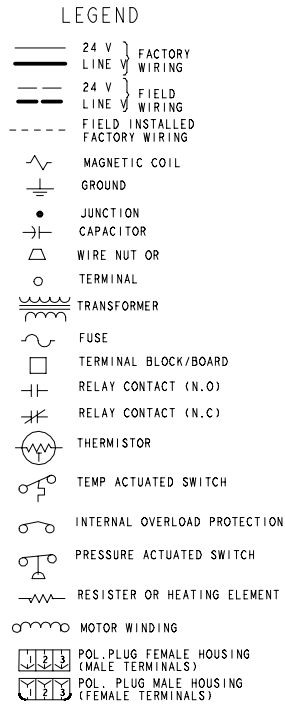 LEGEND
24 V
LINE V
FACTORY
WIRING
24 V
LINE V
FIELD
WIRING
FIELD INSTALLED
FACTORY WIRING
MAGNETIC COIL
GROUND
JUNCTION
CAPACITOR
WIRE NUT OR
TERMINAL
TRANSFORMER
FUSE
TERMINAL BLOCK/BOARD
RELAY CONTACT (N.O)
RELAY CONTACT (N.C)
THERMISTOR
TEMP ACTUATED SWITCH
INTERNAL OVERLOAD PROTECTION
PRESSURE ACTUATED SWITCH
RESISTER OR HEATING ELEMENT
MOTOR WINDING
1 2 3 POL.PLUG FEMALE HOUSING
(MALE TERMINALS)
1 2 3 POL. PLUG MALE HOUSING
(FEMALE TERMINALS)